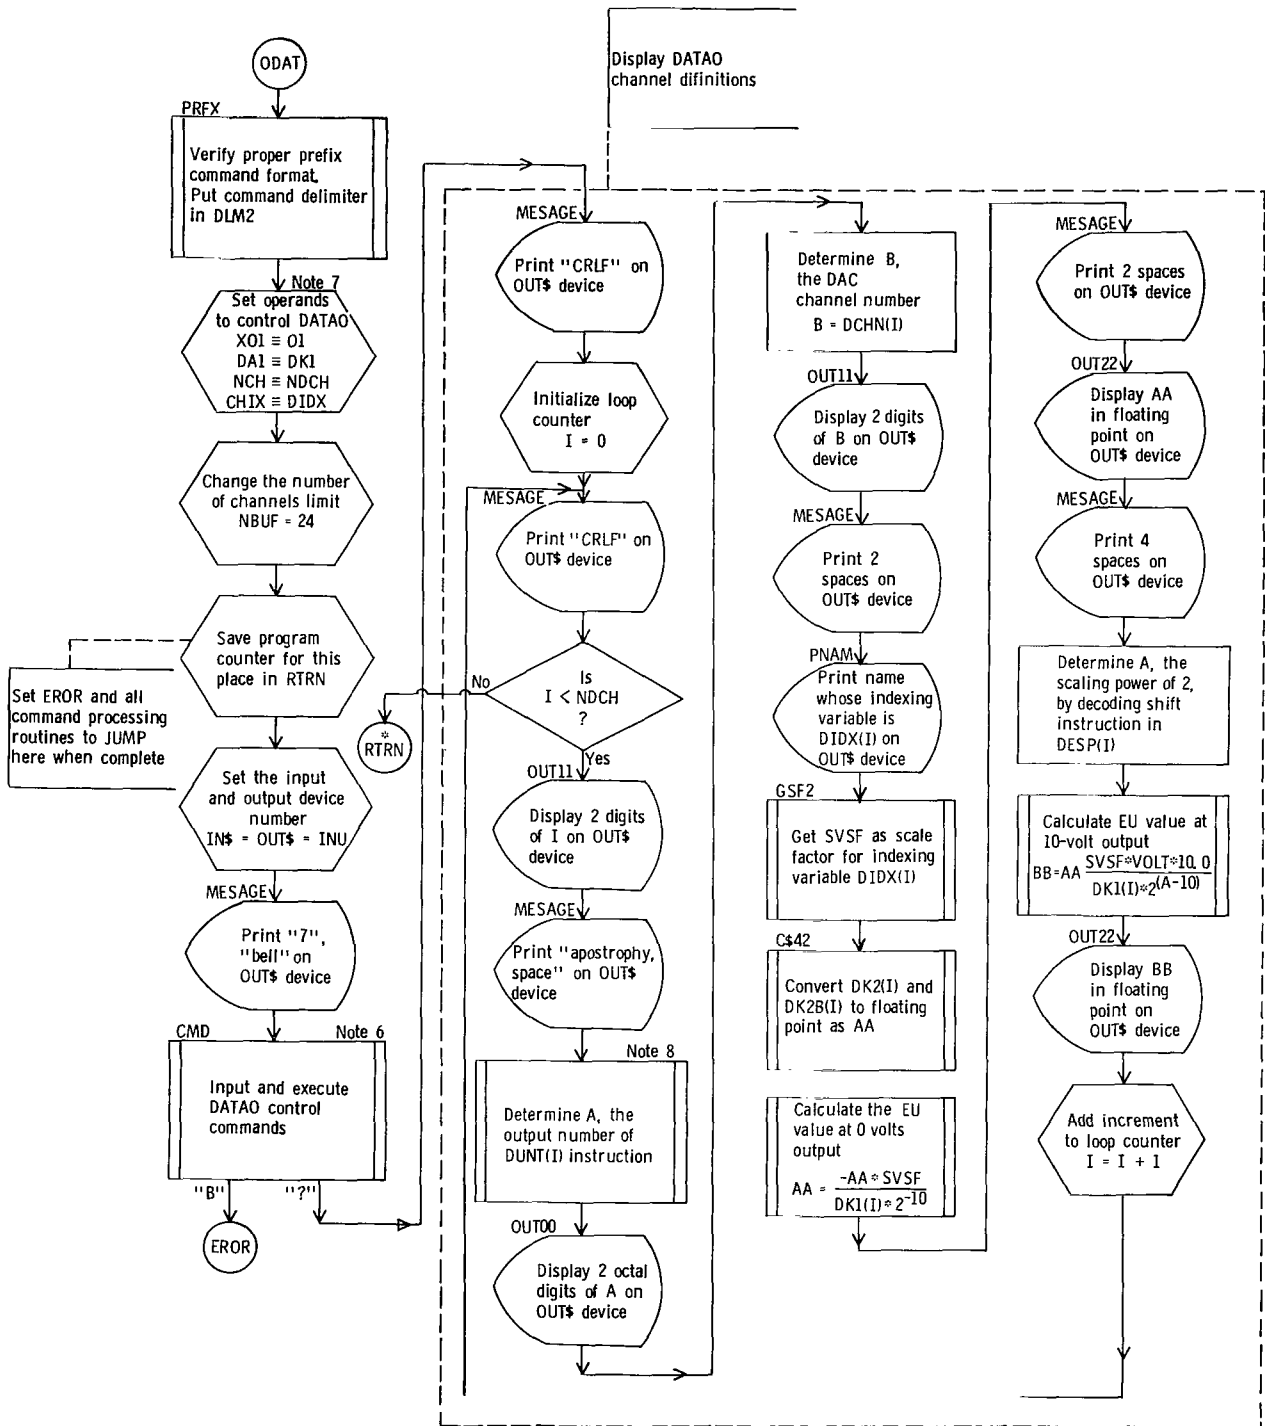 ODAT
PRFX
Verify proper prefix
command format.
Put command delimiter
in DLM2
Note 7
Set operands
to control DATAO
XO1 ≡ O1
DA1 ≡ DK1
NCH ≡ NDCH
CHIX ≡ DIDX
Change the number
of channels limit
NBUF = 24
Save program
counter for this
place in RTRN
Set EROR and all
command processing
routines to JUMP
here when complete
Set the input
and output device
number
IN$ = OUT$ = INU
MESAGE
Print "7",
"bell" on
OUT$ device
CMD
Note 6
Input and execute
DATAO control
commands
"B"
"?"
EROR
Display DATAO
channel difinitions
MESAGE
Print "CRLF" on
OUT$ device
Initialize loop
counter
I = 0
MESAGE
Print "CRLF" on
OUT$ device
Is
I < NDCH
?
No
*
RTRN
Yes
OUT11
Display 2 digits
of I on OUT$
device
MESAGE
Print "apostrophy,
space" on OUT$
device
Note 8
Determine A, the
output number of
DUNT(I) instruction
OUT00
Display 2 octal
digits of A on
OUT$ device
Determine B,
the DAC
channel number
B = DCHN(I)
OUT11
Display 2 digits
of B on OUT$
device
MESAGE
Print 2
spaces on
OUT$ device
PNAM
Print name
whose indexing
variable is
DIDX(I) on
OUT$ device
GSF2
Get SVSF as scale
factor for indexing
variable DIDX(I)
C$42
Convert DK2(I) and
DK2B(I) to floating
point as AA
Calculate the EU
value at 0 volts
output
AA = -AA * SVSF
DK1(I) * 2^-10
MESAGE
Print 2 spaces
on OUT$ device
OUT22
Display AA
in floating
point on
OUT$ device
MESAGE
Print 4
spaces on
OUT$ device
Determine A, the
scaling power of 2,
by decoding shift
instruction in
DESP(I)
Calculate EU value at
10-volt output
BB=AA SVSF*VOLT*10.0
DK1(I)*2^(A-10)
OUT22
Display BB
in floating
point on
OUT$ device
Add increment
to loop counter
I = I + 1